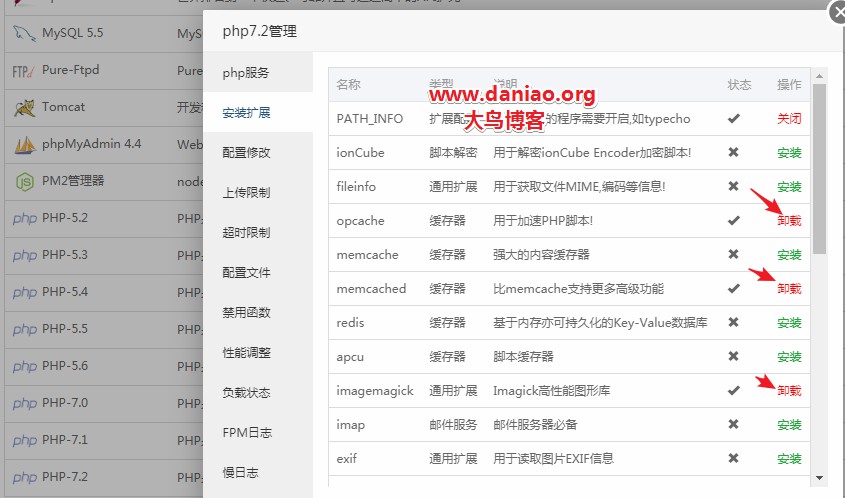 MySQL 5.5
MyS
Pure-Ftpd
Pure
Tomcat
开发
phpMyAdmin 4.4
Web
PM2管理器
node
php PHP-5.2
PHP
php PHP-5.3
PHP
php PHP-5.4
PHP
php PHP-5.5
PHP
php PHP-5.6
PHP
php PHP-7.0
PHP
php PHP-7.1
PHP
php PHP-7.2
PHP
php7.2管理
php服务
安装扩展
配置修改
上传限制
超时限制
配置文件
禁用函数
性能调整
负载状态
FPM日志
慢日志
名称 类型 说明 状态 操作
www.daniao.org
大鸟博客
PATH_INFO 扩展配 的程序需要开启,如typecho 关闭
ionCube 脚本解密 用于解密ionCube Encoder加密脚本! 安装
fileinfo 通用扩展 用于获取文件MIME,编码等信息! 安装
opcache 缓存器 用于加速PHP脚本! 卸载
memcache 缓存器 强大的内容缓存器 安装
memcached 缓存器 比memcache支持更多高级功能 卸载
redis 缓存器 基于内存亦可持久化的Key-Value数据库 安装
apcu 缓存器 脚本缓存器 安装
imagemagick 通用扩展 Imagick高性能图形库 卸载
imap 邮件服务 邮件服务器必备 安装
exif 通用扩展 用于读取图片EXIF信息 安装